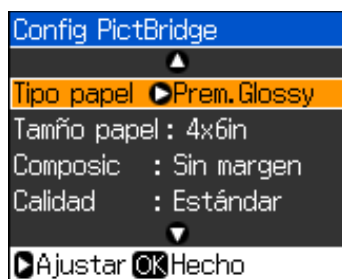 Config PictBridge
Tipo papel Prem.Glossy
Tamño papel : 4x6in
Composic : Sin margen
Calidad : Estándar
Ajustar OK Hecho